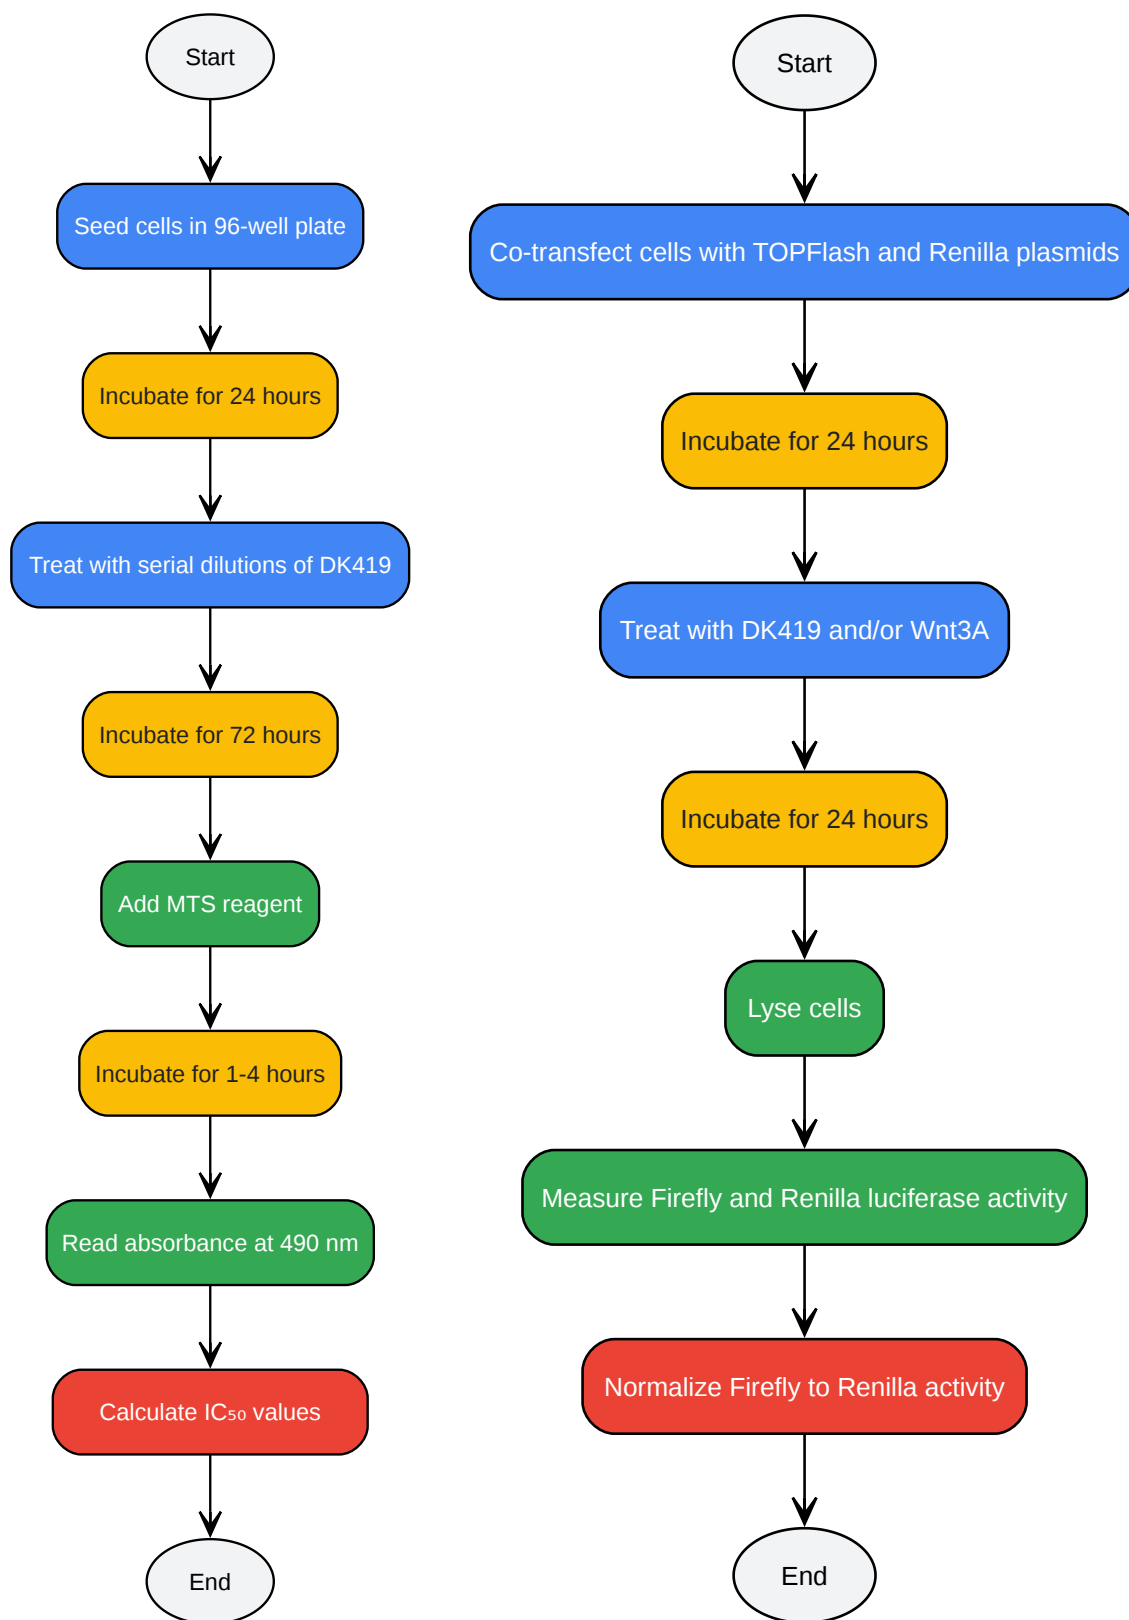 Start
Seed cells in 96-well plate
Incubate for 24 hours
Treat with serial dilutions of DK419
Incubate for 72 hours
Add MTS reagent
Incubate for 1-4 hours
Read absorbance at 490 nm
Calculate IC₅₀ values
End
Start
Co-transfect cells with TOPFlash and Renilla plasmids
Incubate for 24 hours
Treat with DK419 and/or Wnt3A
Incubate for 24 hours
Lyse cells
Measure Firefly and Renilla luciferase activity
Normalize Firefly to Renilla activity
End